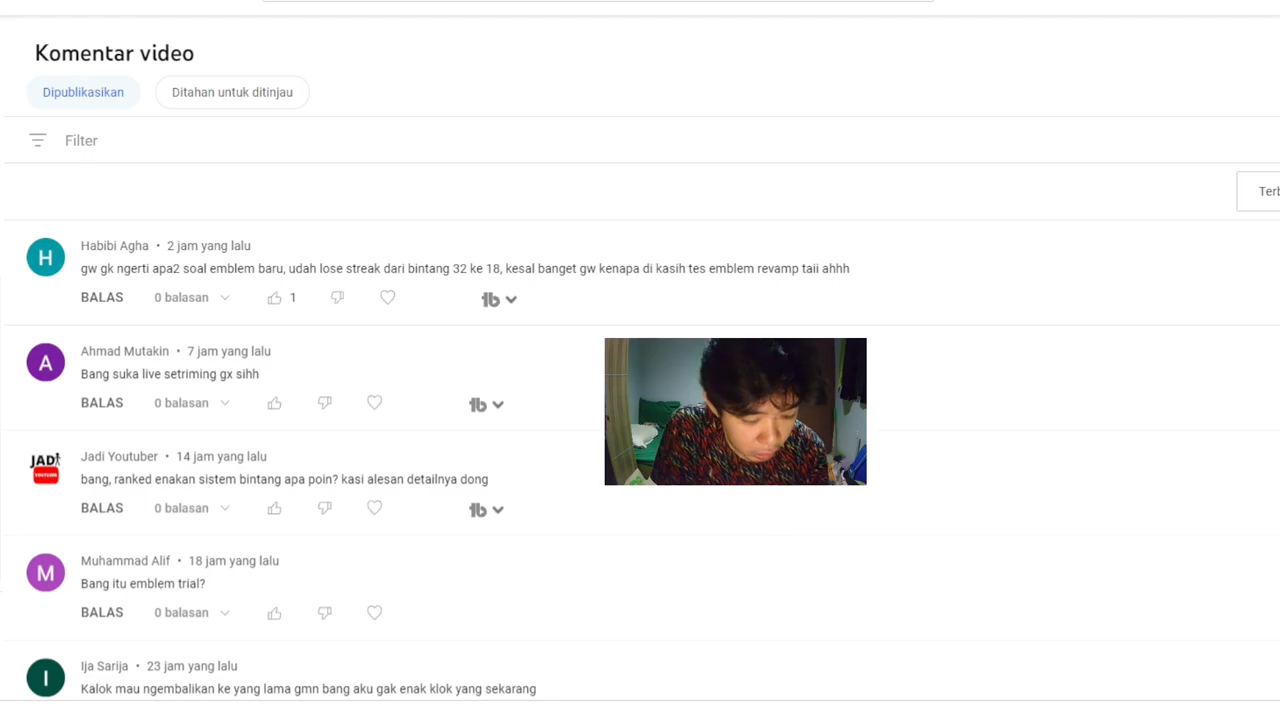 Komentar video
Dipublikasikan
Ditahan untuk ditinjau
Filter
Terb
H
Habibi Agha • 2 jam yang lalu
gw gk ngerti apa2 soal emblem baru, udah lose streak dari bintang 32 ke 18, kesal banget gw kenapa di kasih tes emblem revamp taii ahhh
BALAS 0 balasan 1
A
Ahmad Mutakin • 7 jam yang lalu
Bang suka live setriming gx sihh
BALAS 0 balasan
JADI
YOUTUBER
Jadi Youtuber • 14 jam yang lalu
bang, ranked enakan sistem bintang apa poin? kasi alesan detailnya dong
BALAS 0 balasan
M
Muhammad Alif • 18 jam yang lalu
Bang itu emblem trial?
BALAS 0 balasan
I
Ija Sarija • 23 jam yang lalu
Kalok mau ngembalikan ke yang lama gmn bang aku gak enak klok yang sekarang